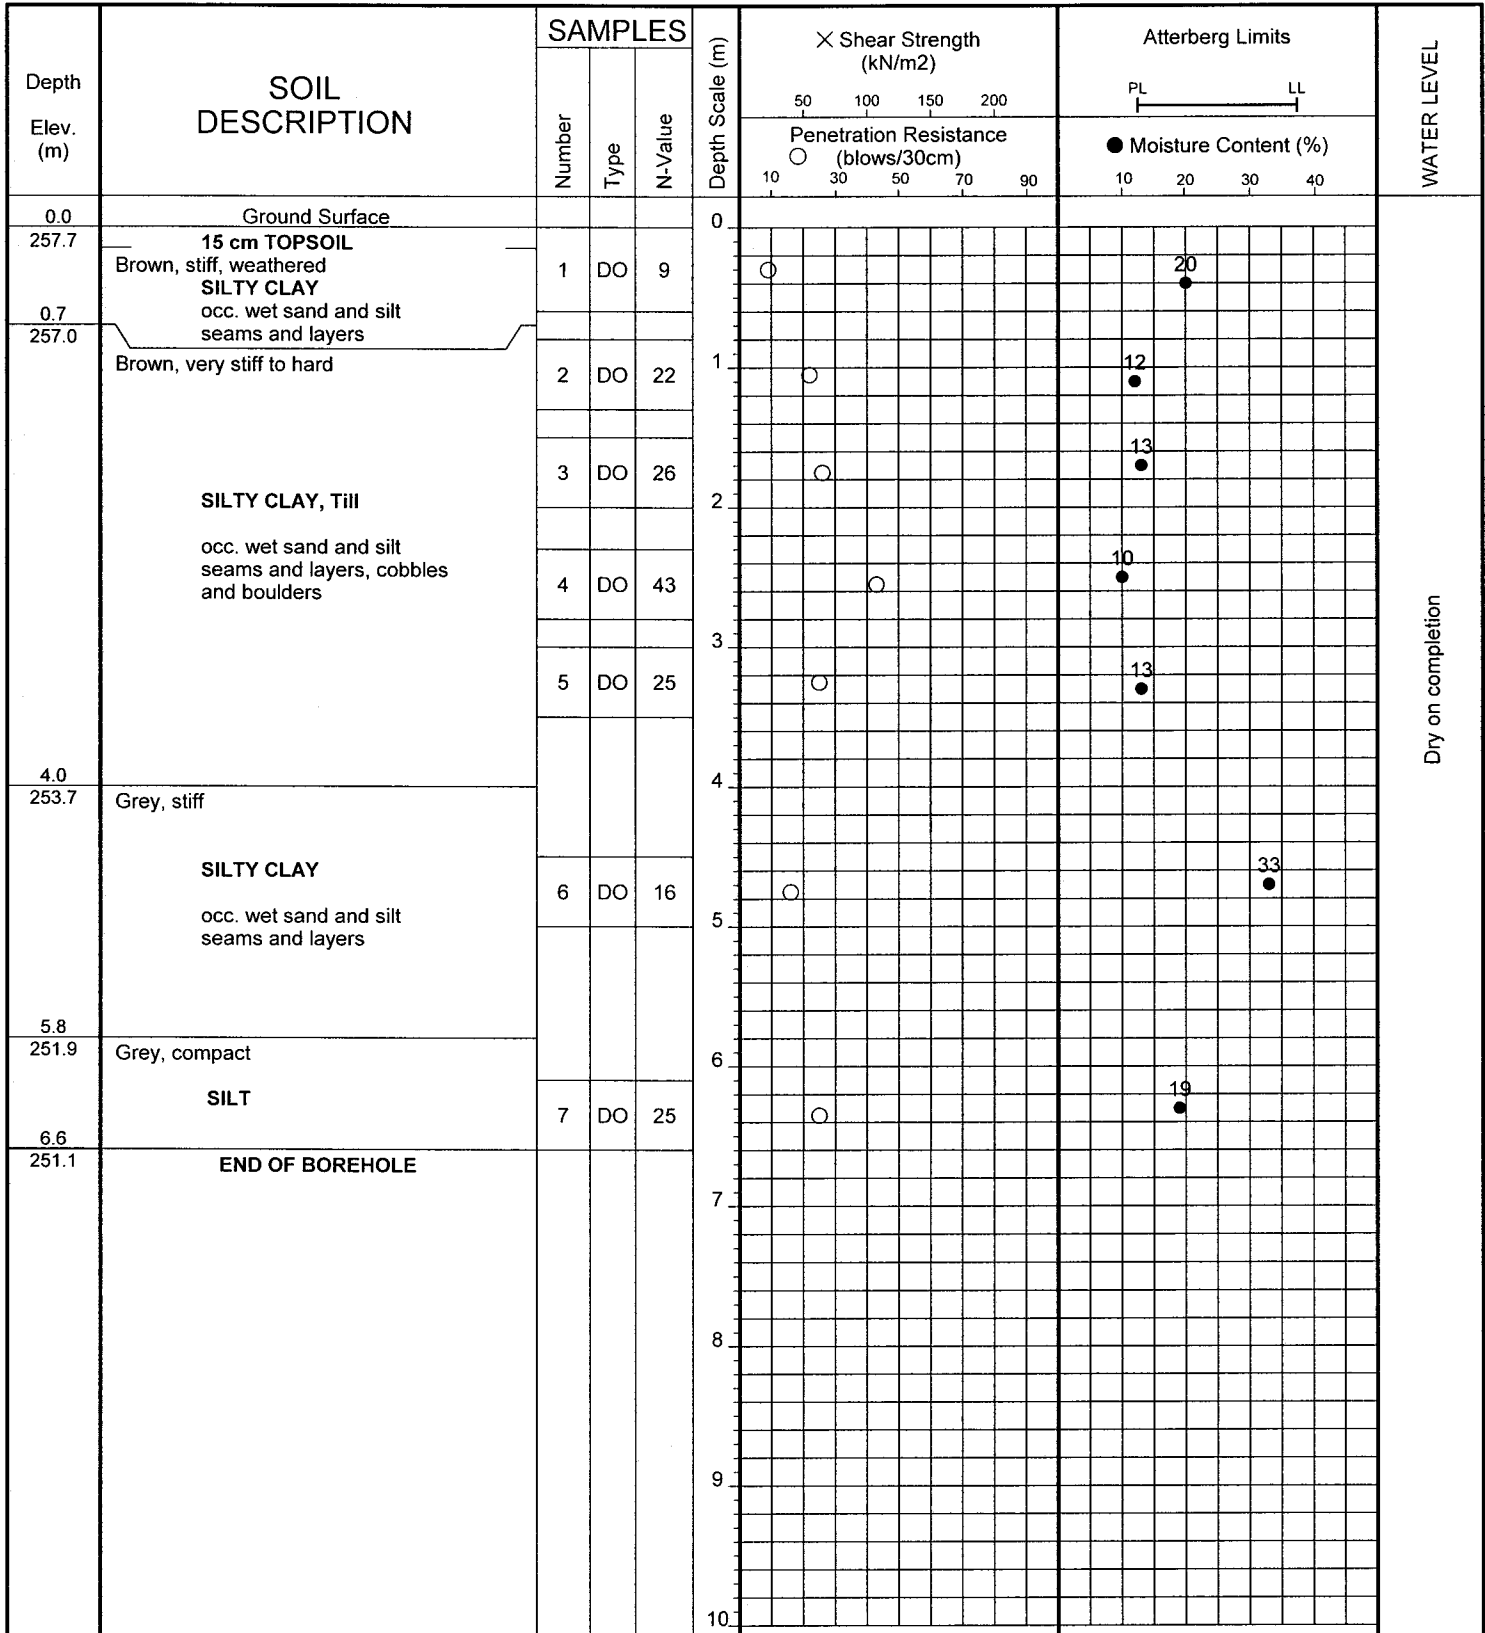 Depth
Elev.
(m)
SOIL
DESCRIPTION
SAMPLES
Number
Type
N-Value
Depth Scale (m)
× Shear Strength
(kN/m2)
50 100 150 200
Penetration Resistance
(blows/30cm)
10 30 50 70 90
Atterberg Limits
PL LL
Moisture Content (%)
10 20 30 40
WATER LEVEL
0.0 Ground Surface 0
257.7 15 cm TOPSOIL
Brown, stiff, weathered
1 DO 9 20
SILTY CLAY
0.7 occ. wet sand and silt
257.0 seams and layers
Brown, very stiff to hard 1 12
2 DO 22
13
3 DO 26
SILTY CLAY, Till 2
occ. wet sand and silt
seams and layers, cobbles
and boulders
10
4 DO 43
3
13
5 DO 25
4.0 4
253.7 Grey, stiff
SILTY CLAY 33
6 DO 16
occ. wet sand and silt 5
seams and layers
5.8
251.9 Grey, compact 6
SILT 19
7 DO 25
6.6
251.1 END OF BOREHOLE
7
8
9
10
Dry on completion